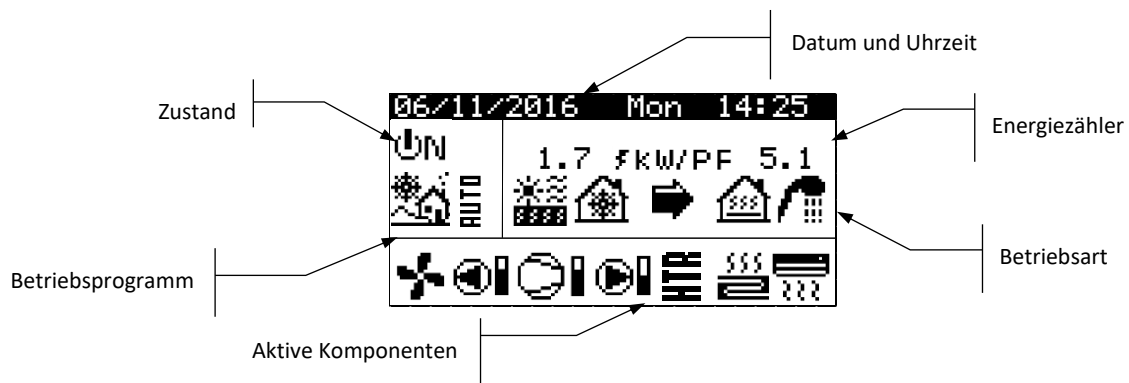 Datum und Uhrzeit
Zustand
06/11/2016 Mon 14:25
Energiezähler
ON
1.7 kW/PF 5.1
AUTO
Betriebsart
Betriebsprogramm
HTR
Aktive Komponenten